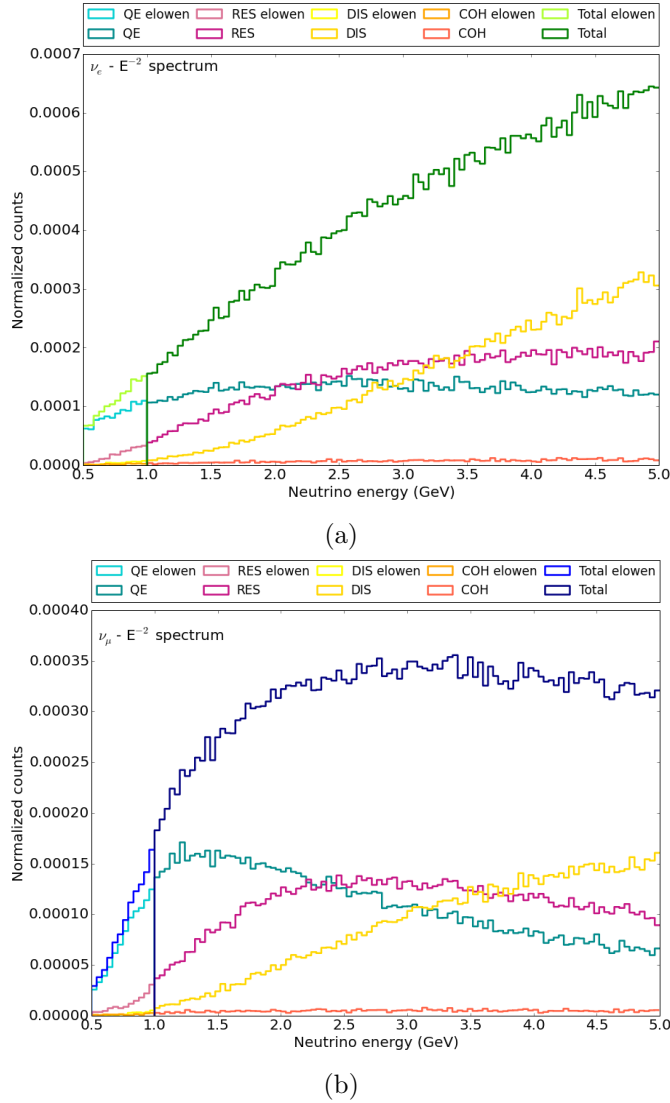 QE elowen RES elowen DIS elowen COH elowen Total elowen
QE RES DIS COH Total
0.0007
ν_e - E⁻² spectrum
0.0006
0.0005
0.0004
0.0003
0.0002
0.0001
0.0000
Normalized counts
0.5 1.0 1.5 2.0 2.5 3.0 3.5 4.0 4.5 5.0
Neutrino energy (GeV)
(a)
QE elowen RES elowen DIS elowen COH elowen Total elowen
QE RES DIS COH Total
0.00040
ν_μ - E⁻² spectrum
0.00035
0.00030
0.00025
0.00020
0.00015
0.00010
0.00005
0.00000
Normalized counts
0.5 1.0 1.5 2.0 2.5 3.0 3.5 4.0 4.5 5.0
Neutrino energy (GeV)
(b)